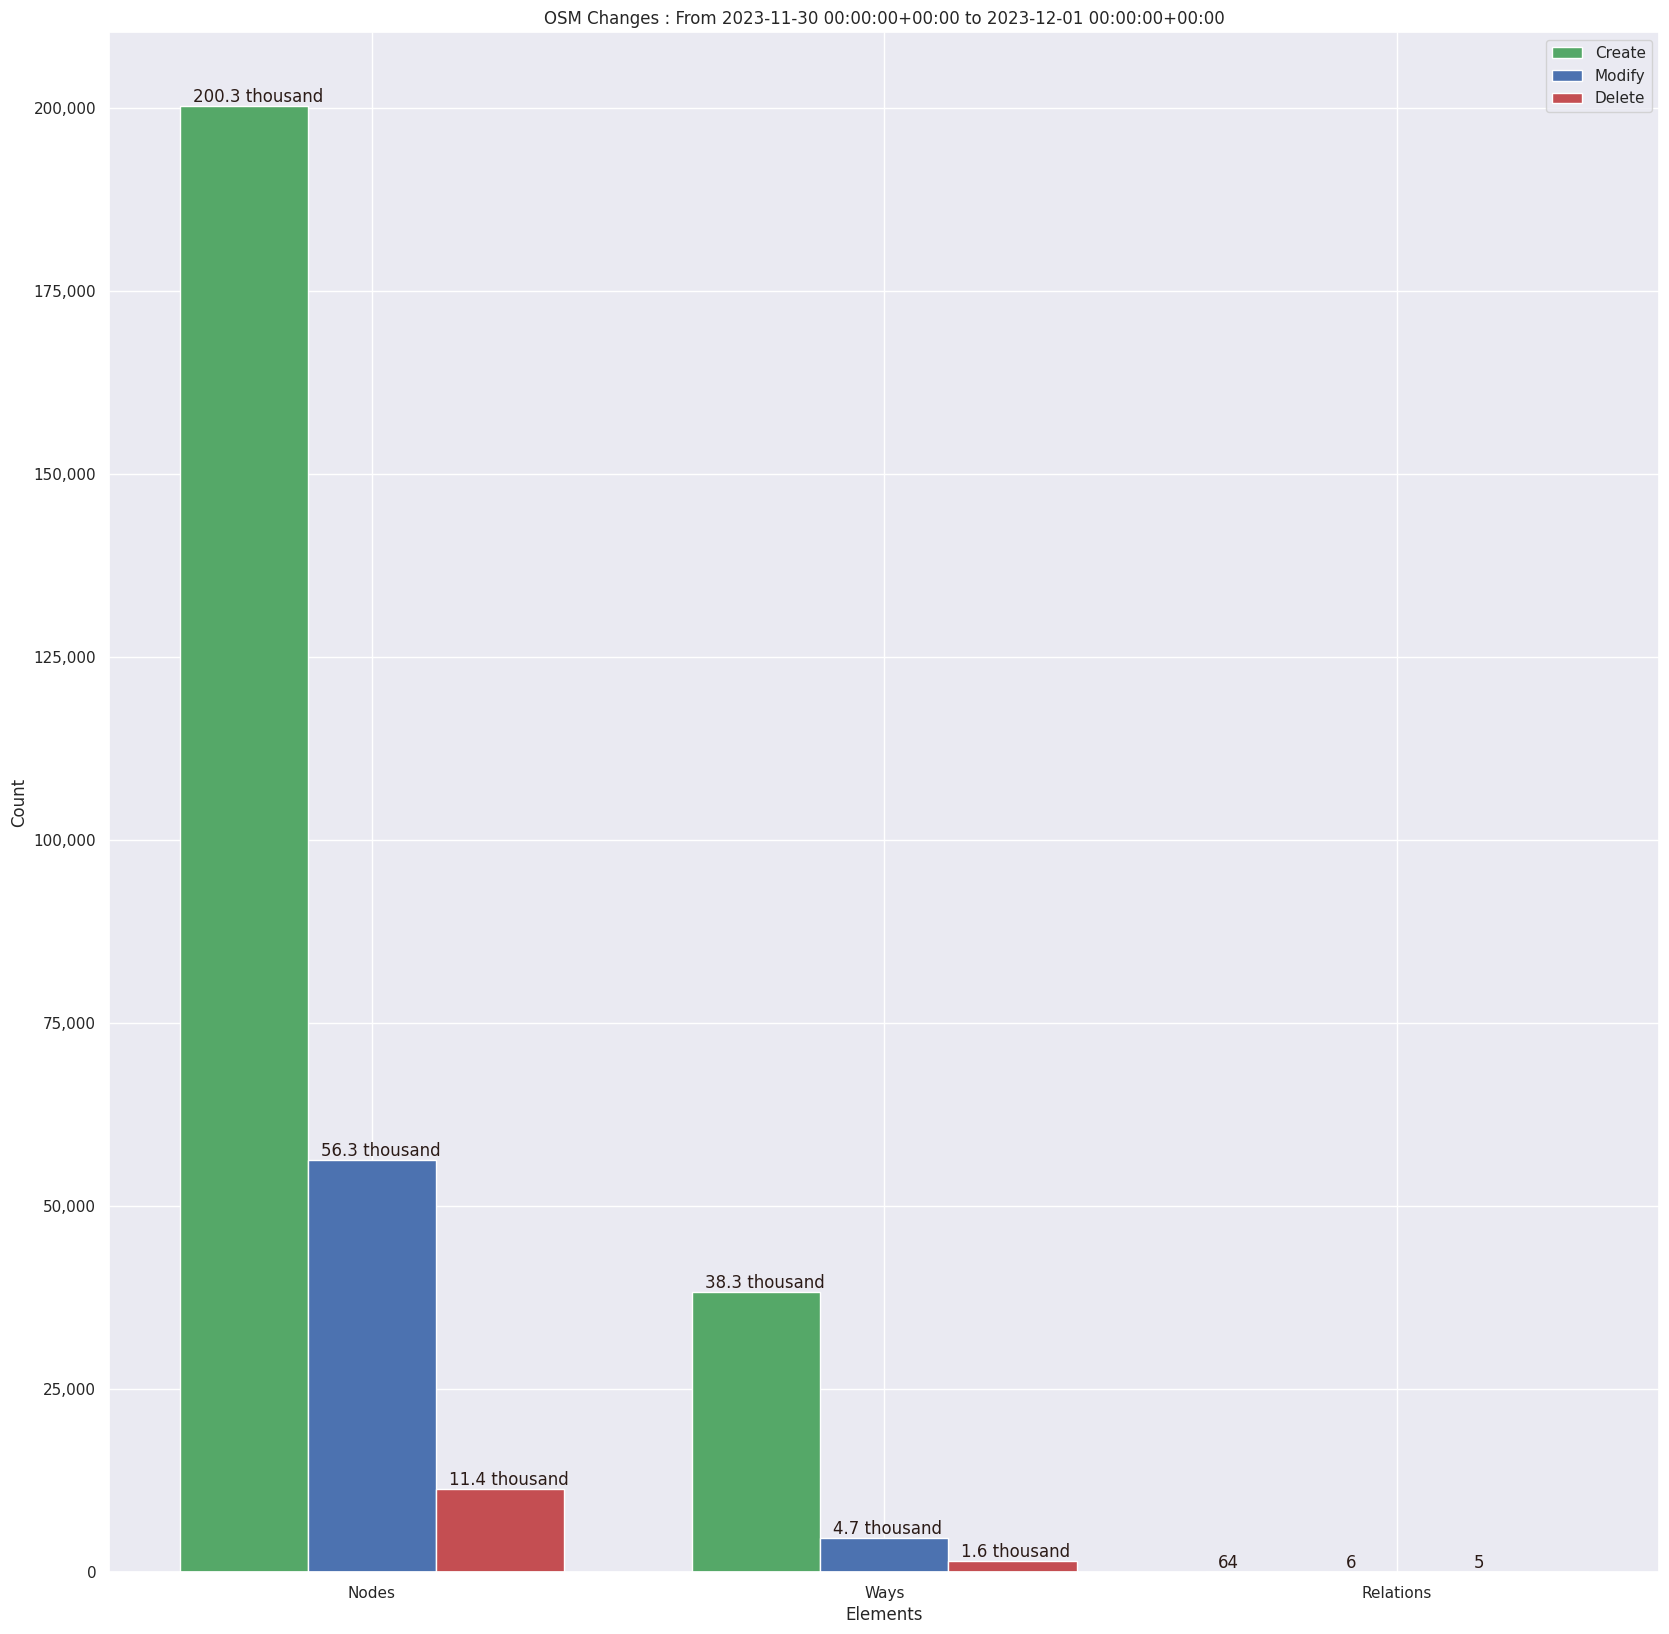 OSM Changes : From 2023-11-30 00:00:00+00:00 to 2023-12-01 00:00:00+00:00
Create
Modify
Delete
200.3 thousand
200,000
175,000
150,000
125,000
100,000
75,000
50,000
25,000
0
Count
56.3 thousand
11.4 thousand
38.3 thousand
4.7 thousand
1.6 thousand
64
6
5
Nodes
Ways
Relations
Elements